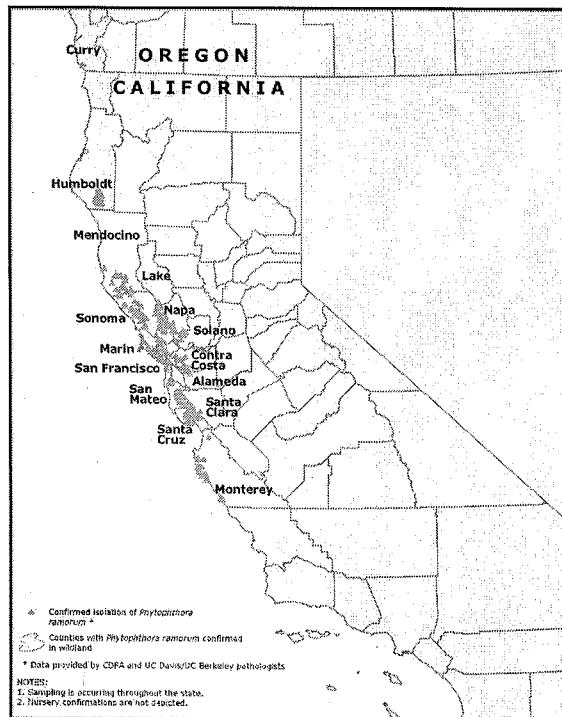 Curry
OREGON
CALIFORNIA
Humboldt
Mendocino
Lake
Napa
Sonoma
Solano
Marin
Contra
Costa
San Francisco
Alameda
San
Mateo
Santa
Clara
Santa
Cruz
Monterey
Confirmed isolation of Phytophthora
ramorum *
Counties with Phytophthora ramorum confirmed
in wildland
* Data provided by CDFA and UC Davis/UC Berkeley pathologists
NOTES:
1. Sampling is occurring throughout the state.
2. Nursery confirmations are not depicted.